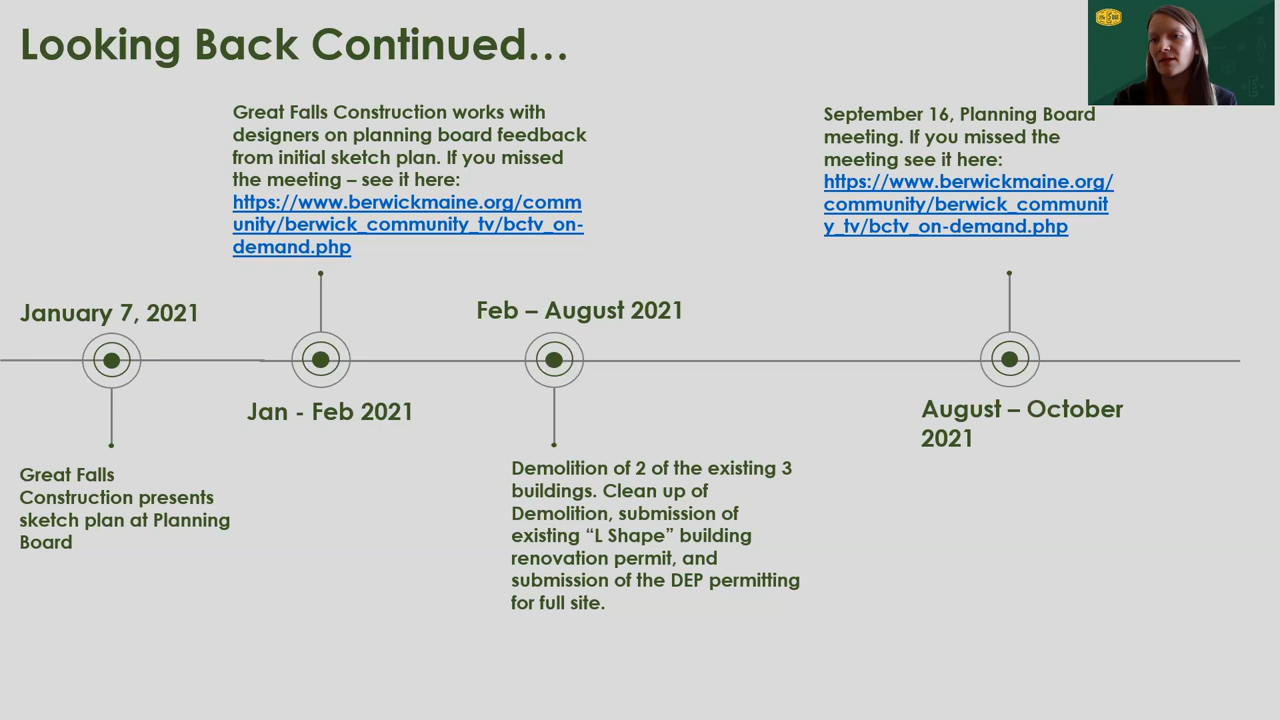 Looking Back Continued…
Great Falls Construction works with
designers on planning board feedback
from initial sketch plan. If you missed
the meeting – see it here:
https://www.berwickmaine.org/comm
unity/berwick_community_tv/bctv_on-
demand.php
September 16, Planning Board
meeting. If you missed the
meeting see it here:
https://www.berwickmaine.org/
community/berwick_communit
y_tv/bctv_on-demand.php
January 7, 2021
Feb – August 2021
Jan - Feb 2021
August – October
2021
Great Falls
Construction presents
sketch plan at Planning
Board
Demolition of 2 of the existing 3
buildings. Clean up of
Demolition, submission of
existing “L Shape” building
renovation permit, and
submission of the DEP permitting
for full site.